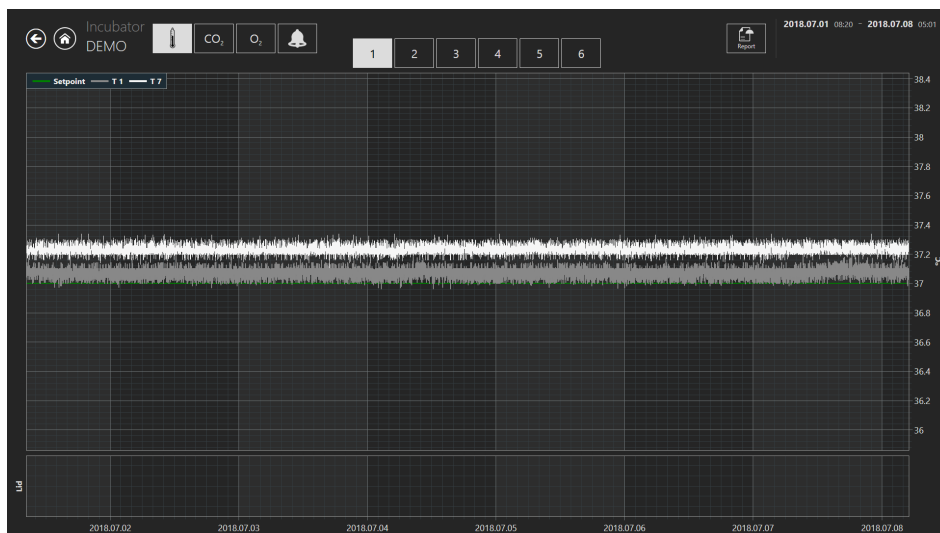 Incubator
DEMO
CO₂
O₂
1 2 3 4 5 6
Report
2018.07.01 08:20 - 2018.07.08 05:01
Setpoint T 1 T 7
38.4
38.2
38
37.8
37.6
37.4
37.2
°C
37
36.8
36.6
36.4
36.2
36
Lid
2018.07.02 2018.07.03 2018.07.04 2018.07.05 2018.07.06 2018.07.07 2018.07.08